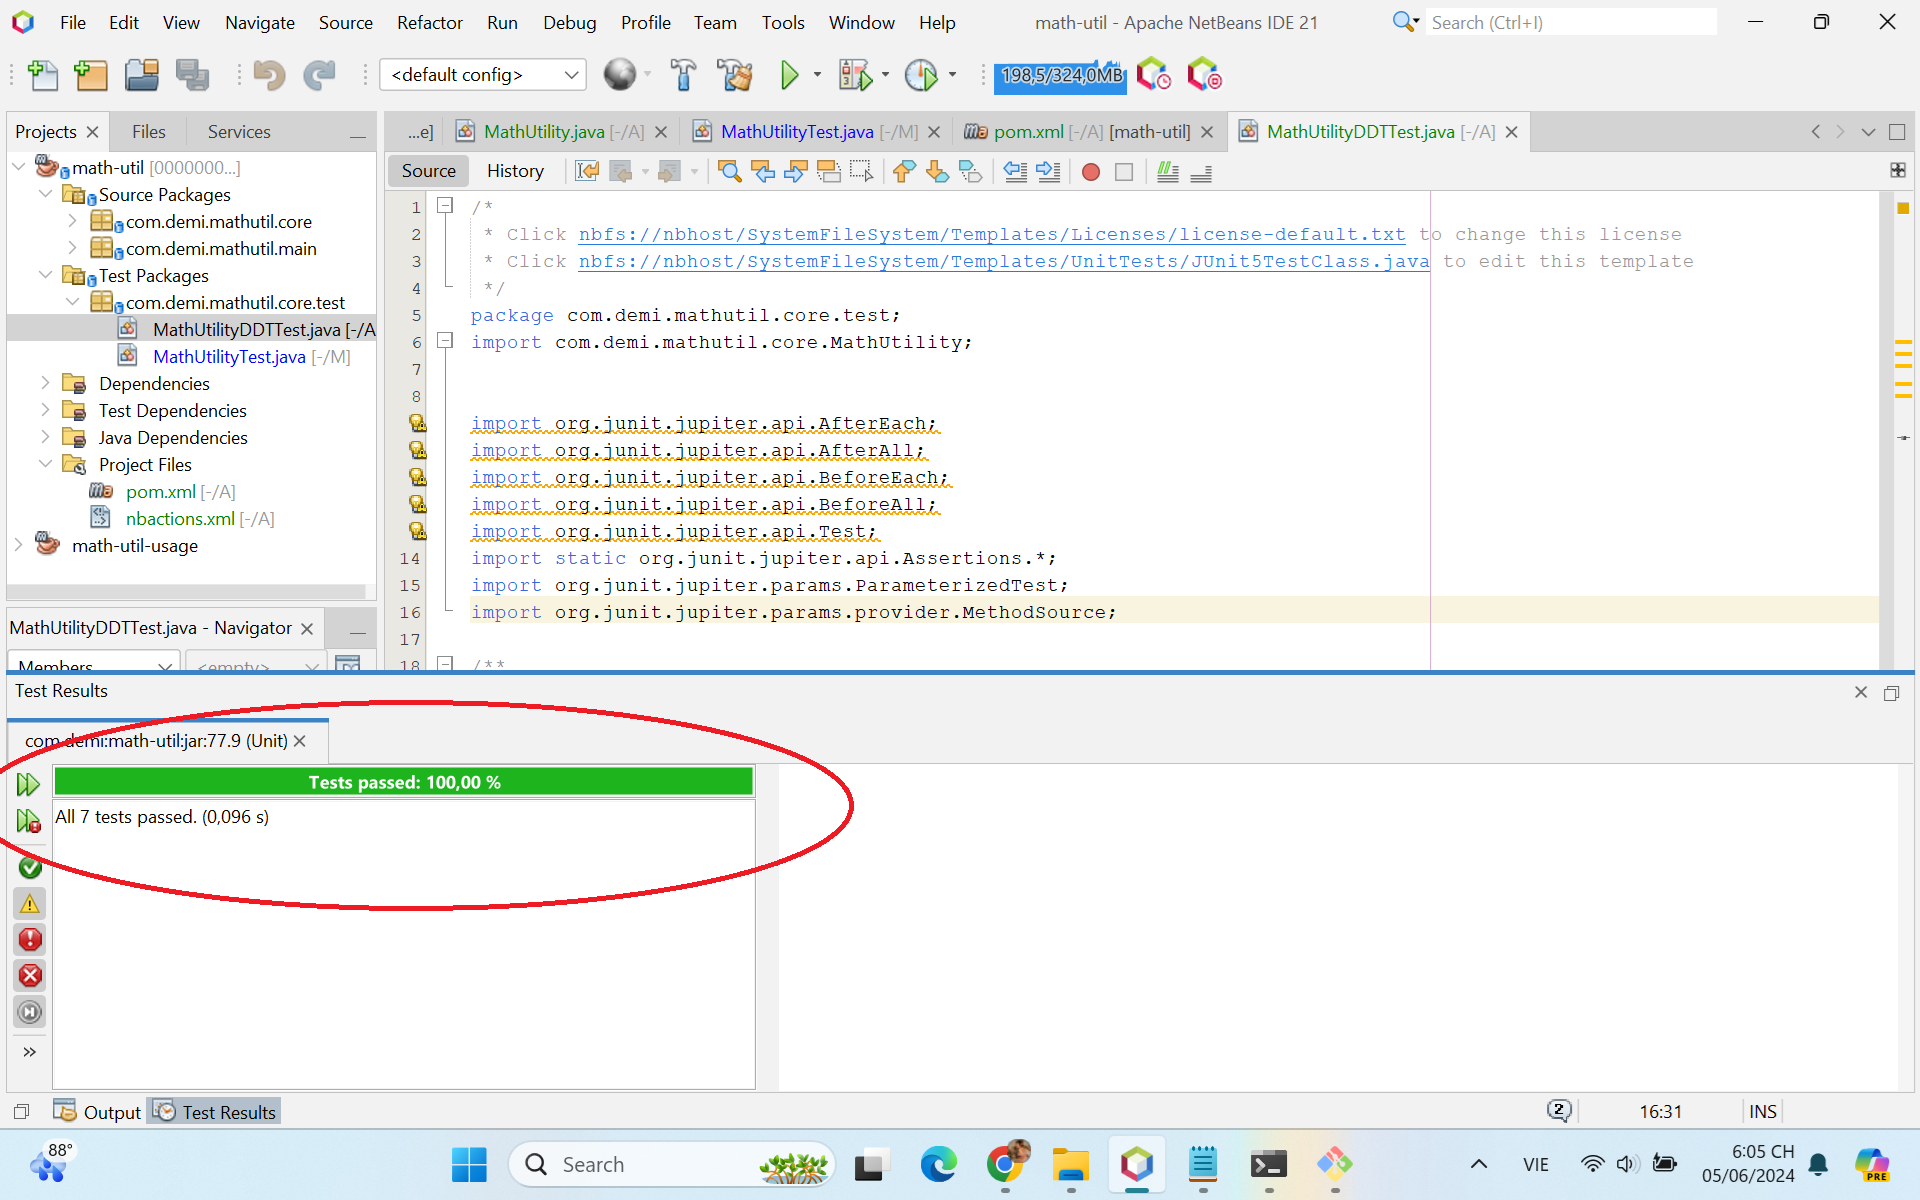 File Edit View Navigate Source Refactor Run Debug Profile Team Tools Window Help
math-util - Apache NetBeans IDE 21
Search (Ctrl+I)
<default config>
198,5/324,0MB
Projects
Files
Services
...e]
MathUtility.java [-/A]
MathUtilityTest.java [-/M]
pom.xml [-/A] [math-util]
MathUtilityDDTTest.java [-/A]
Source
History
math-util [0000000...]
Source Packages
com.demi.mathutil.core
com.demi.mathutil.main
Test Packages
com.demi.mathutil.core.test
MathUtilityDDTTest.java [-/A
MathUtilityTest.java [-/M]
Dependencies
Test Dependencies
Java Dependencies
Project Files
pom.xml [-/A]
nbactions.xml [-/A]
math-util-usage
1 /*
2 * Click nbfs://nbhost/SystemFileSystem/Templates/Licenses/license-default.txt to change this license
3 * Click nbfs://nbhost/SystemFileSystem/Templates/UnitTests/JUnit5TestClass.java to edit this template
4 */
5 package com.demi.mathutil.core.test;
6 import com.demi.mathutil.core.MathUtility;
7
8
import org.junit.jupiter.api.AfterEach;
import org.junit.jupiter.api.AfterAll;
import org.junit.jupiter.api.BeforeEach;
import org.junit.jupiter.api.BeforeAll;
import org.junit.jupiter.api.Test;
14 import static org.junit.jupiter.api.Assertions.*;
15 import org.junit.jupiter.params.ParameterizedTest;
16 import org.junit.jupiter.params.provider.MethodSource;
17
18 /**
MathUtilityDDTTest.java - Navigator
Members
<empty>
Test Results
com.demi:math-util:jar:77.9 (Unit)
Tests passed: 100,00 %
All 7 tests passed. (0,096 s)
Output
Test Results
2
16:31
INS
88°
Search
VIE
6:05 CH
05/06/2024
PRE